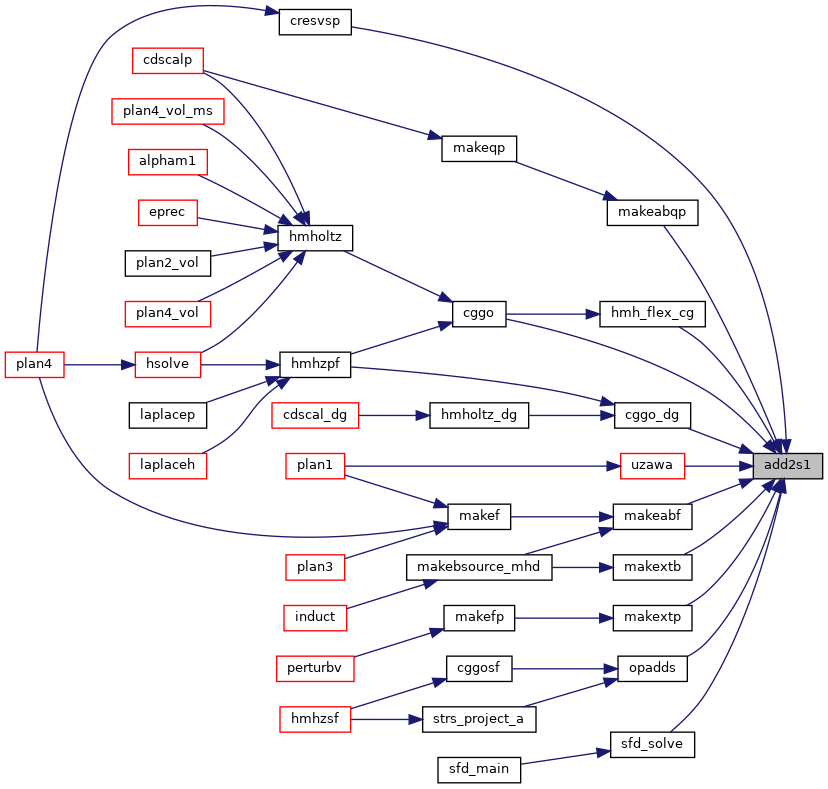 cresvsp
cdscalp
plan4_vol_ms
makeqp
alpham1
eprec
makeabqp
hmholtz
plan2_vol
plan4_vol
cggo
hmh_flex_cg
plan4
hsolve
hmhzpf
laplacep
cdscal_dg
hmholtz_dg
cggo_dg
laplaceh
plan1
uzawa
add2s1
makef
makeabf
plan3
makebsource_mhd
makextb
induct
makefp
makextp
perturbv
cggosf
opadds
hmhzsf
strs_project_a
sfd_solve
sfd_main